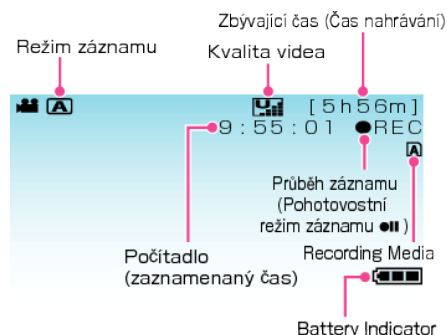 Zbývající čas (Čas nahrávání)
Režim záznamu
Kvalita videa
A
[5h56m]
9:55:01 ●REC
A
Průběh záznamu
(Pohotovostní
režim záznamu ●II)
Počítadlo
(zaznamenaný čas)
Recording Media
Battery Indicator